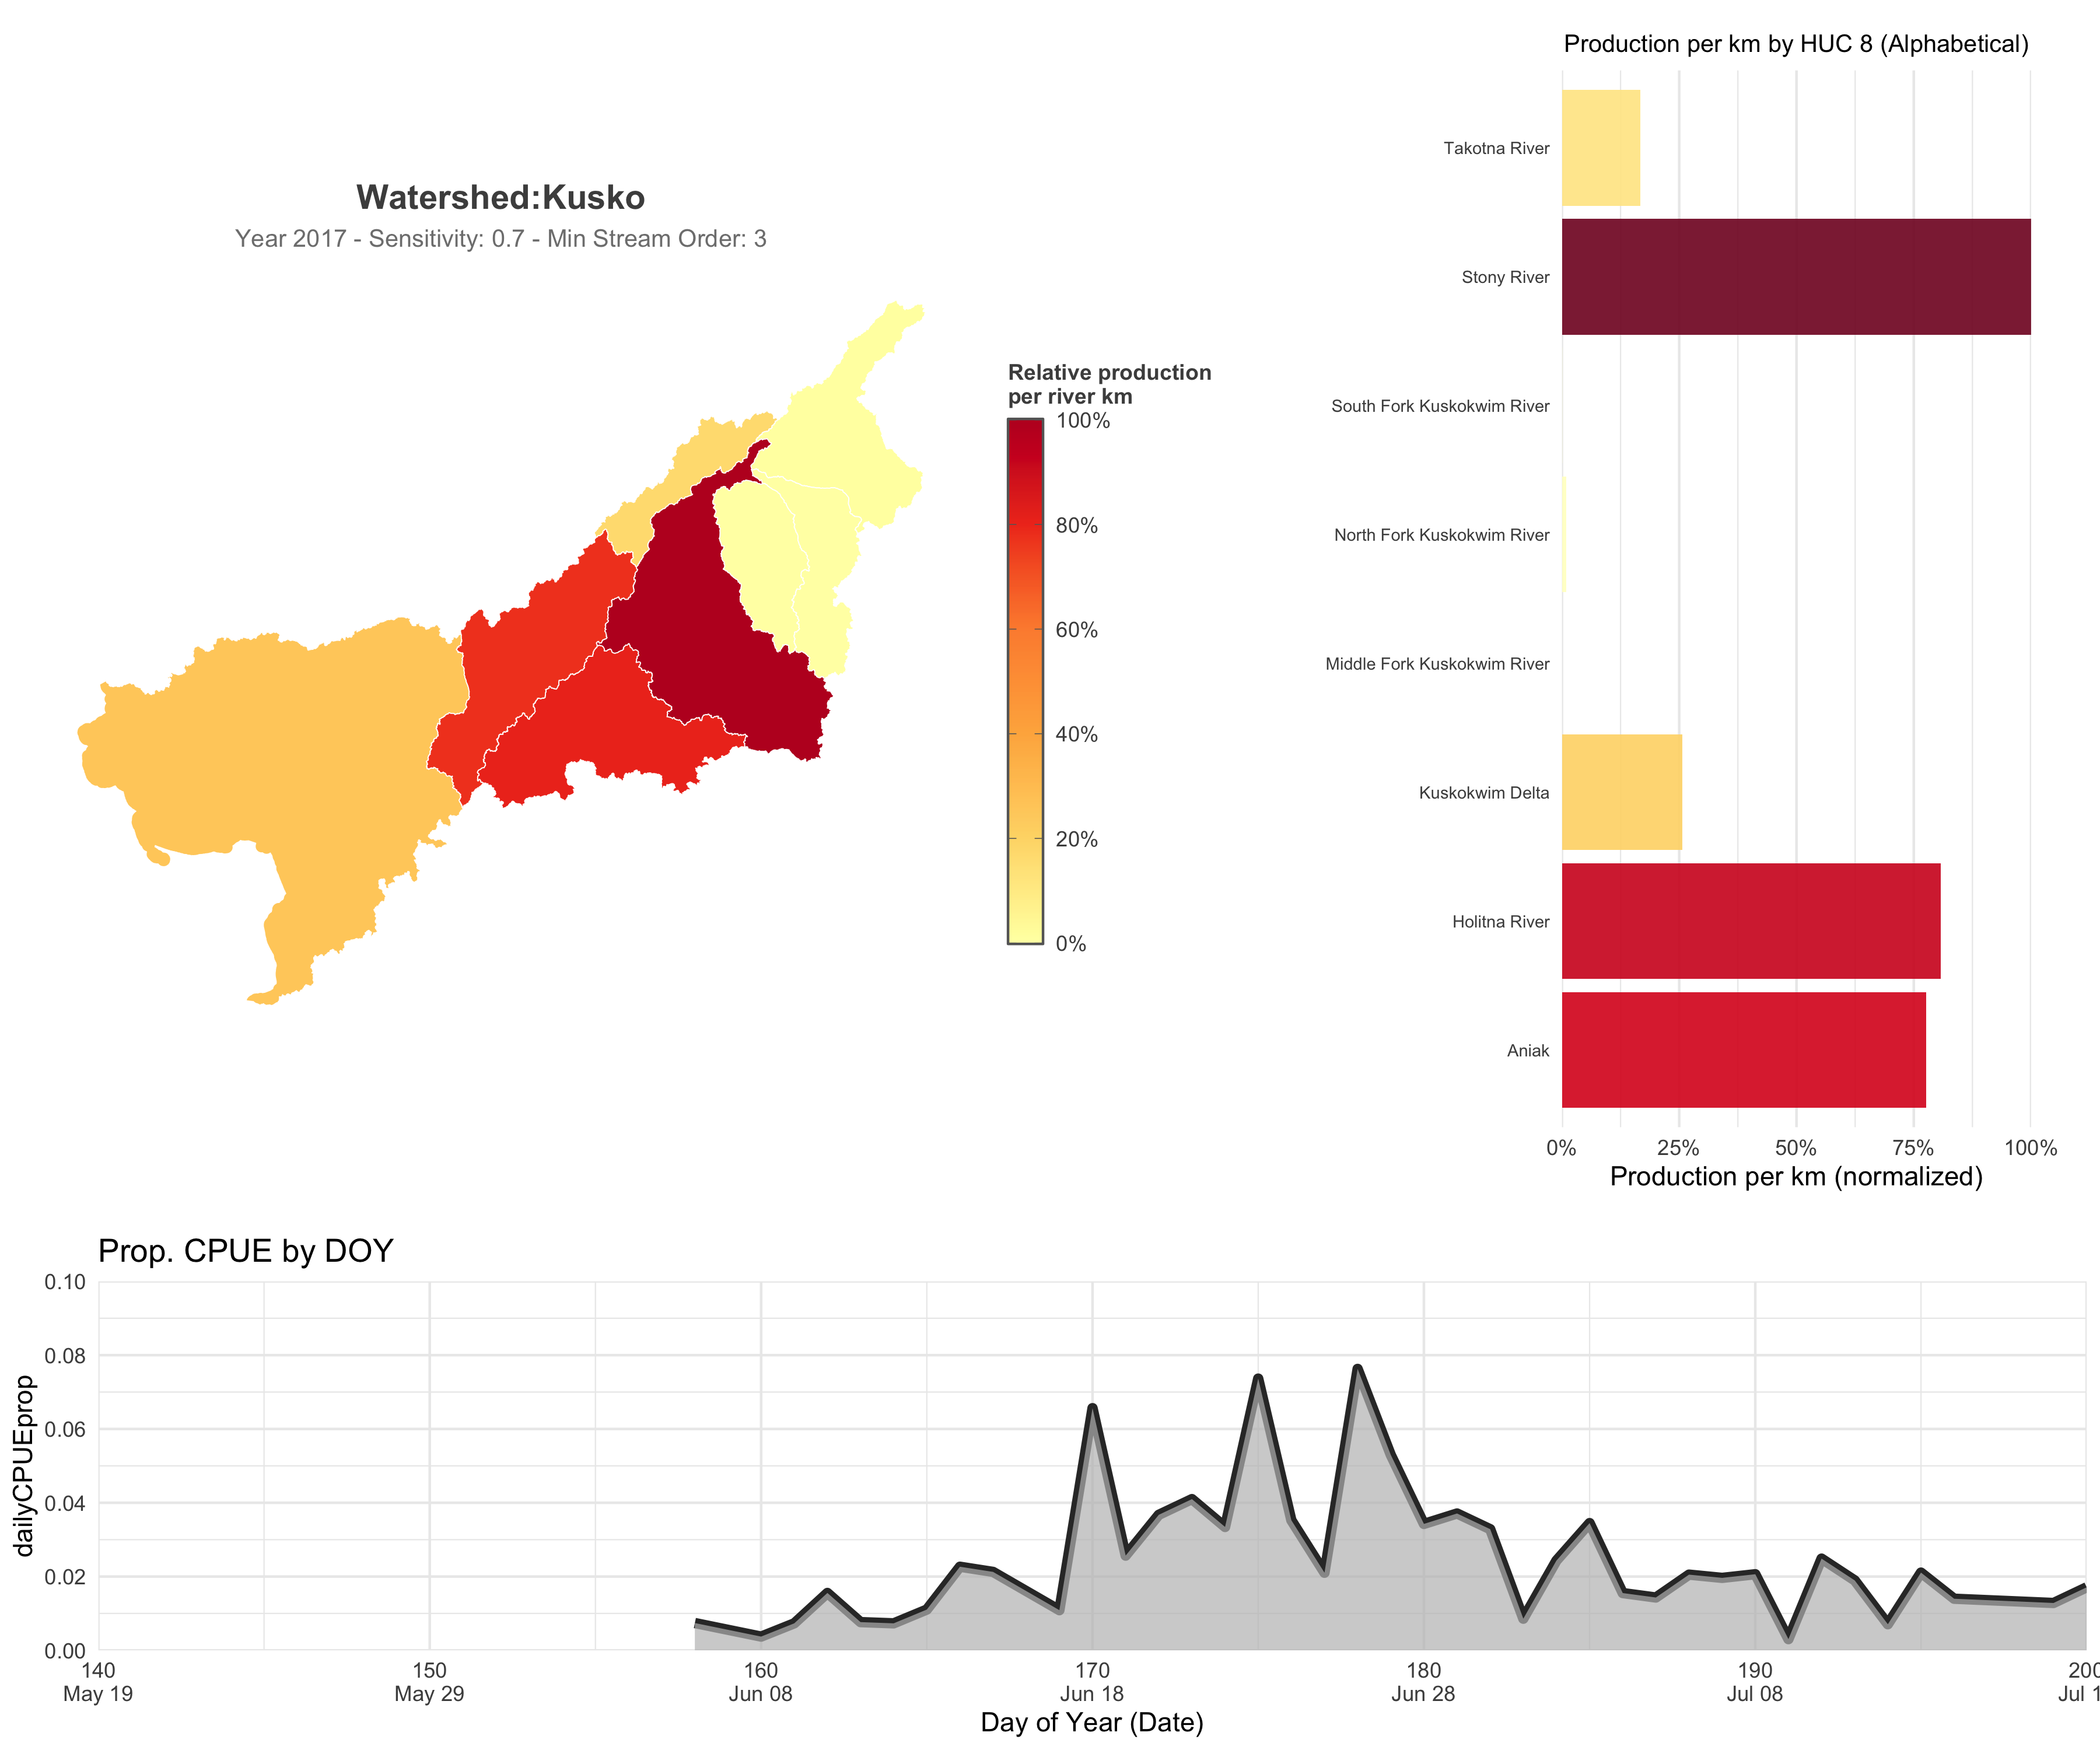 Production per km by HUC 8 (Alphabetical)
Takotna River
Stony River
South Fork Kuskokwim River
North Fork Kuskokwim River
Middle Fork Kuskokwim River
Kuskokwim Delta
Holitna River
Aniak
0%
25%
50%
75%
100%
Production per km (normalized)
Watershed:Kusko
Year 2017 - Sensitivity: 0.7 - Min Stream Order: 3
Relative production
per river km
100%
80%
60%
40%
20%
0%
Prop. CPUE by DOY
dailyCPUEprop
0.10
0.08
0.06
0.04
0.02
0.00
140
May 19
150
May 29
160
Jun 08
170
Jun 18
180
Jun 28
190
Jul 08
200
Jul 1
Day of Year (Date)